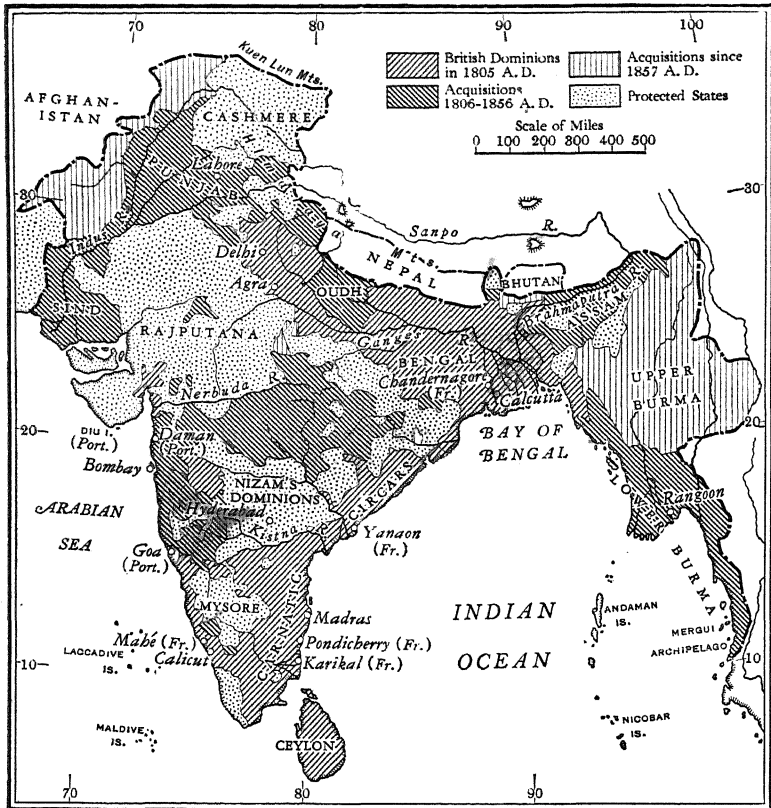 70
80
90
100
British Dominions
in 1805 A. D.
Acquisitions
1806-1856 A. D.
Acquisitions since
1857 A. D.
Protected States
Scale of Miles
0 100 200 300 400 500
Kuen Lun Mts.
AFGHAN-
ISTAN
CASHMERE
Himalaya
Lahore
PUNJAB
30
30
Indus R.
Sanpo R.
Delhi
Mts.
NEPAL
BHUTAN
Agra
OUDH
Brahmaputra R.
ASSAM
SIND
RAJPUTANA
Ganges R.
BENGAL
Chandernagore
(Fr.)
UPPER
BURMA
Nerbuda R.
Calcutta
DIU I.
(Port.)
20
20
Daman
(Port.)
BAY OF
BENGAL
Bombay
NIZAM'S
DOMINIONS
CIRCARS
LOWER BURMA
Rangoon
ARABIAN
SEA
Hyderabad
Kistna
Yanaon
(Fr.)
Goa
(Port.)
MYSORE
CARNATIC
Madras
INDIAN
OCEAN
ANDAMAN
IS.
MERGUI
ARCHIPELAGO
Mahé (Fr.)
Pondicherry (Fr.)
Calicut
Karikal (Fr.)
10
10
LACCADIVE
IS.
NICOBAR
IS.
MALDIVE
IS.
CEYLON
70
80
90